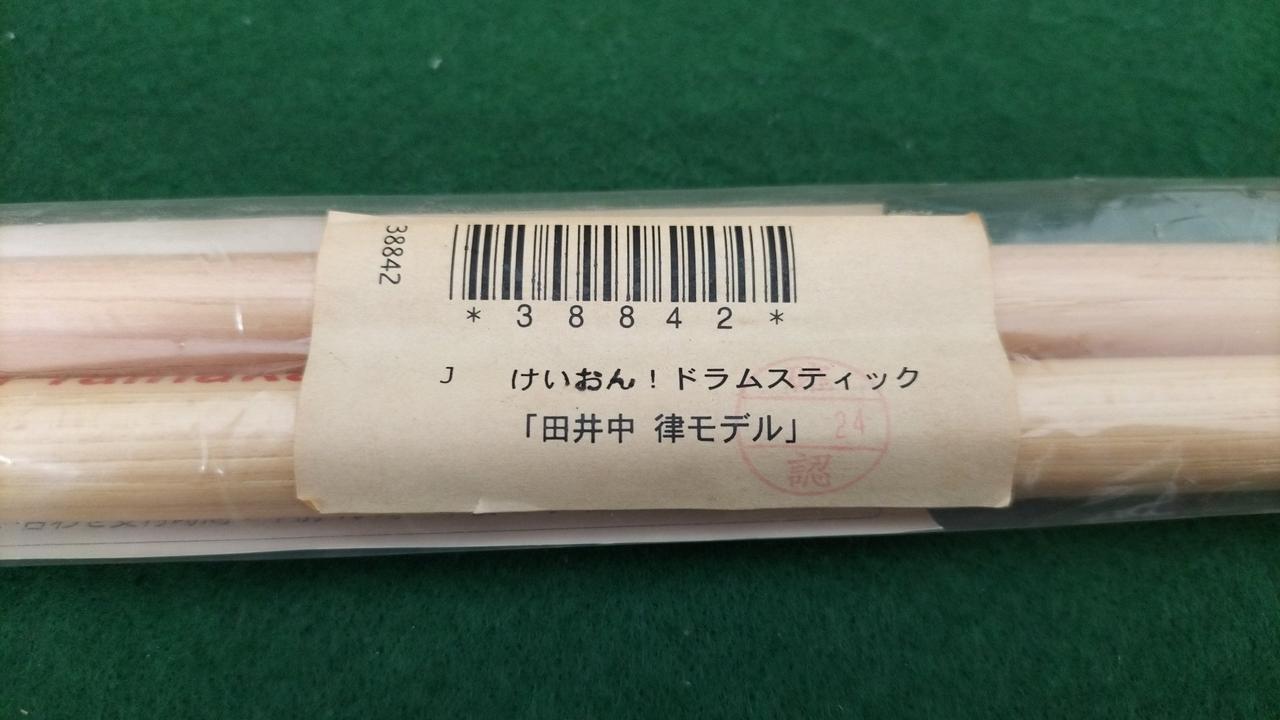 38842
*38842*
J けいおん!ドラムスティック
「田井中 律モデル」
24
認